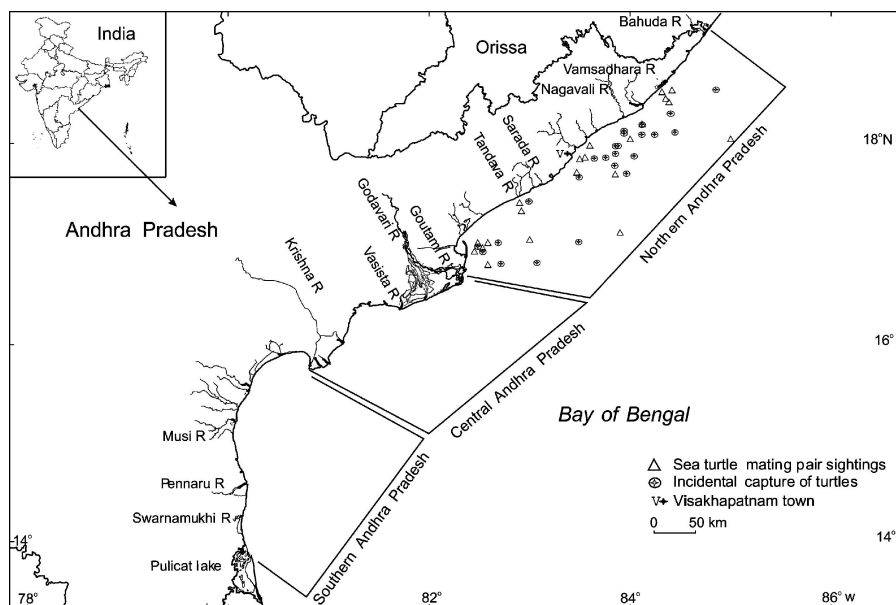 India
Bahuda R
Orissa
Vamsadhara R
Nagavali R
18°N
Sarada R
Tandava R
V
Northern Andhra Pradesh
Godavari R
Goutami R
Andhra Pradesh
Krishna R
Vasista R
16°
Central Andhra Pradesh
Bay of Bengal
Musi R
Sea turtle mating pair sightings
Incidental capture of turtles
Pennaru R
V Visakhapatnam town
Southern Andhra Pradesh
Swarnamukhi R
0 50 km
14°
14°
Pulicat lake
78°
82°
84°
86° w